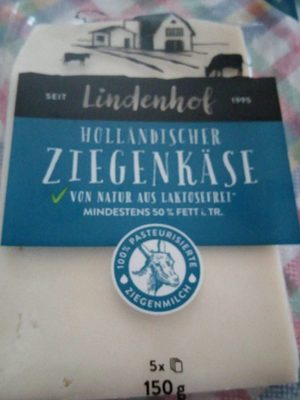 SEIT Lindenhof 1995
HOLLÄNDISCHER
ZIEGENKÄSE
VON NATUR AUS LAKTOSEFREI*
MINDESTENS 50 % FETT i. TR.
100% PASTEURISIERTE
ZIEGENMILCH
5x
150 g